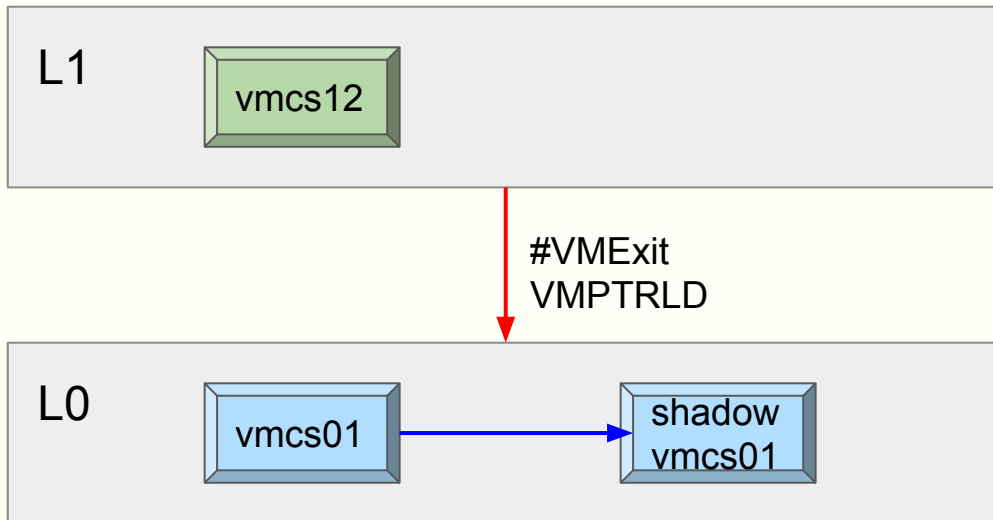 L1
vmcs12
#VMExit
VMPTRLD
L0
vmcs01
shadow
vmcs01